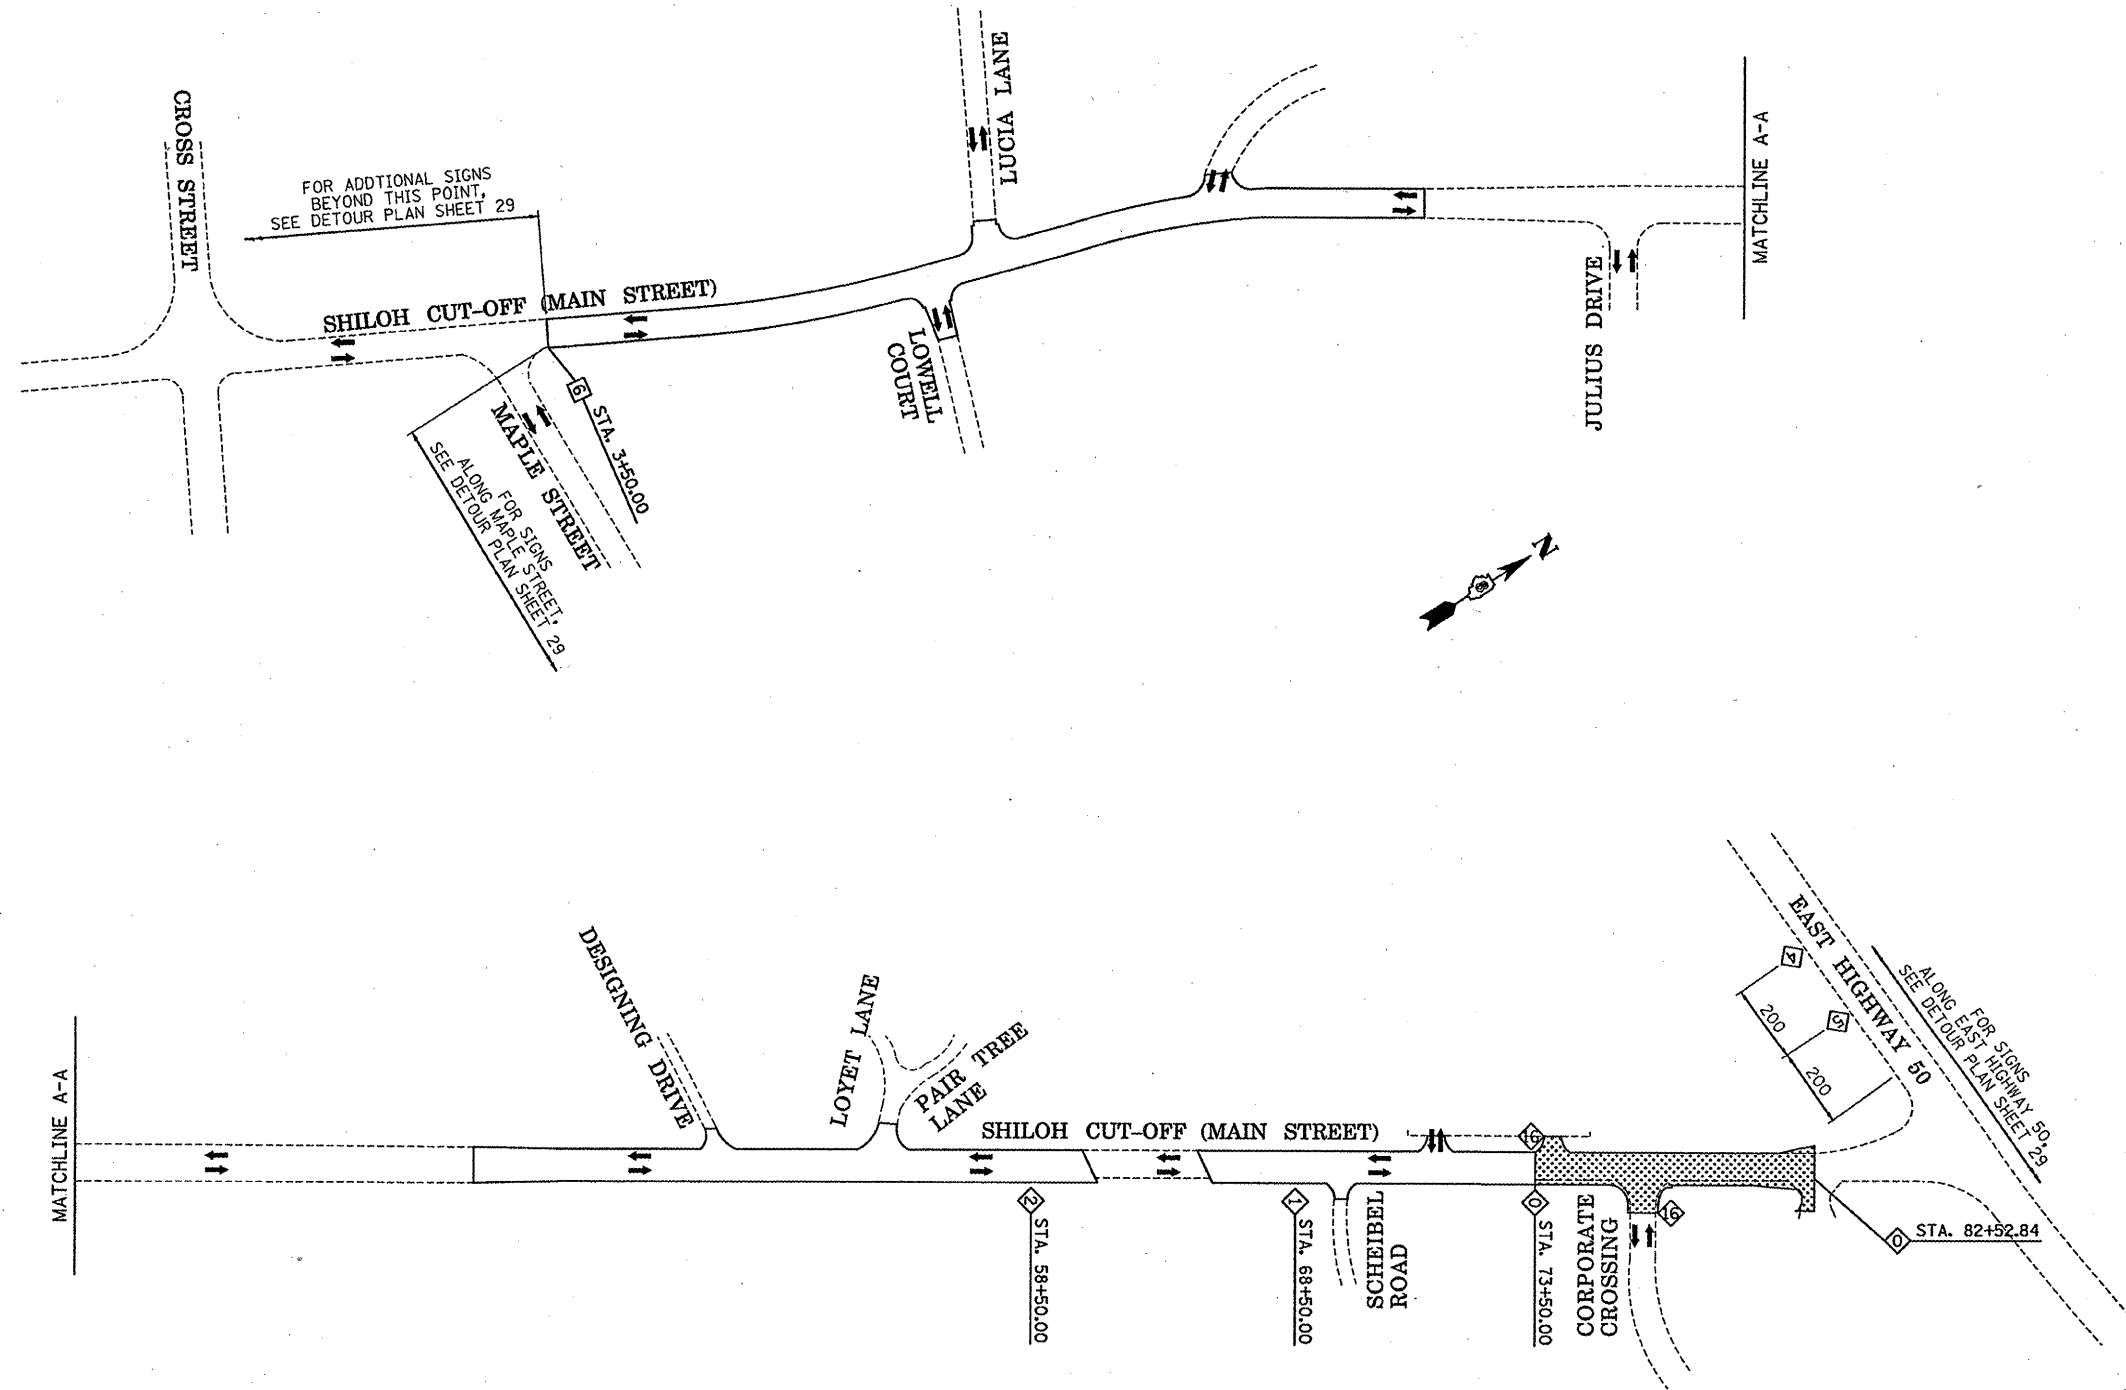 CROSS STREET
FOR ADDTIONAL SIGNS
BEYOND THIS POINT,
SEE DETOUR PLAN SHEET 29
SHILOH CUT-OFF (MAIN STREET)
LUCIA LANE
MATCHLINE A-A
JULIUS DRIVE
LOWELL
COURT
6
STA. 3+50.00
MAPLE STREET
FOR SIGNS
ALONG MAPLE STREET,
SEE DETOUR PLAN SHEET 29
N
EAST HIGHWAY 50
4
5
200
200
FOR SIGNS
ALONG EAST HIGHWAY 50,
SEE DETOUR PLAN SHEET 29
MATCHLINE A-A
DESIGNING DRIVE
LOYET LANE
PAIR TREE
LANE
SHILOH CUT-OFF (MAIN STREET)
16
2
STA. 58+50.00
1
STA. 68+50.00
SCHEIBEL
ROAD
0
STA. 73+50.00
CORPORATE
CROSSING
16
0
STA. 82+52.84